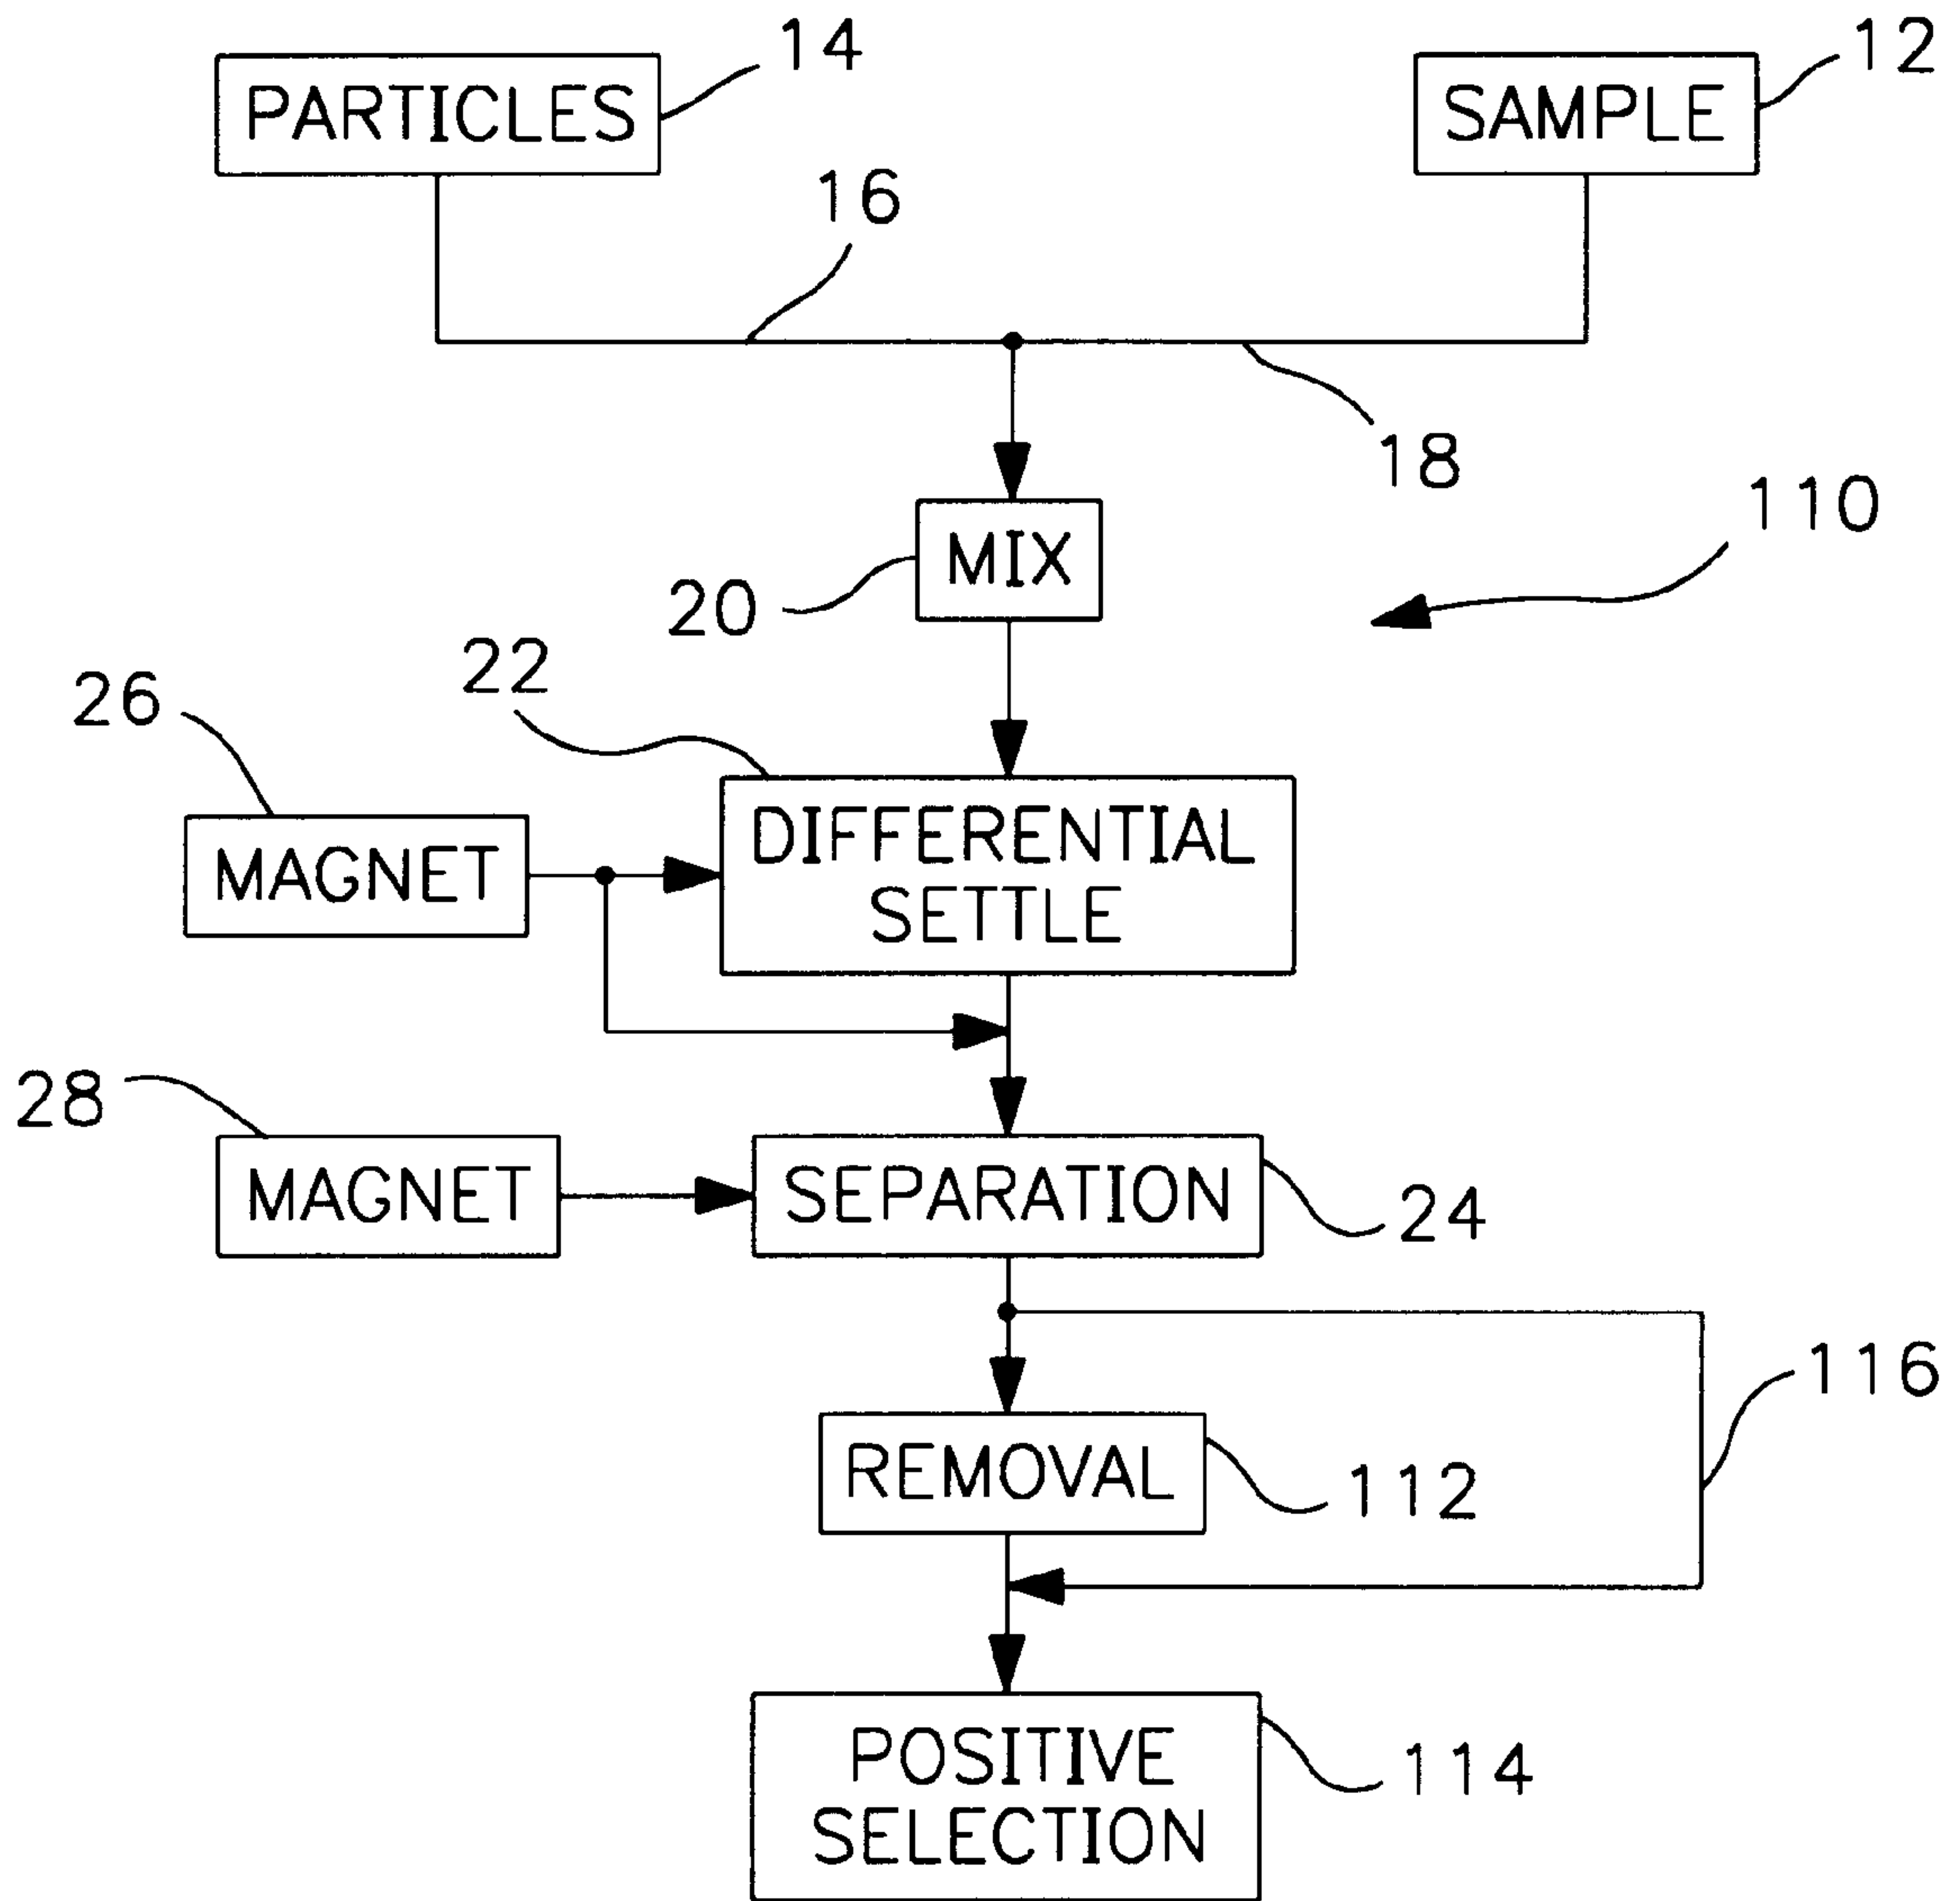 14
12
PARTICLES
SAMPLE
16
18
110
MIX
20
22
26
DIFFERENTIAL
SETTLE
MAGNET
28
MAGNET
SEPARATION
24
116
REMOVAL
112
POSITIVE
SELECTION
114